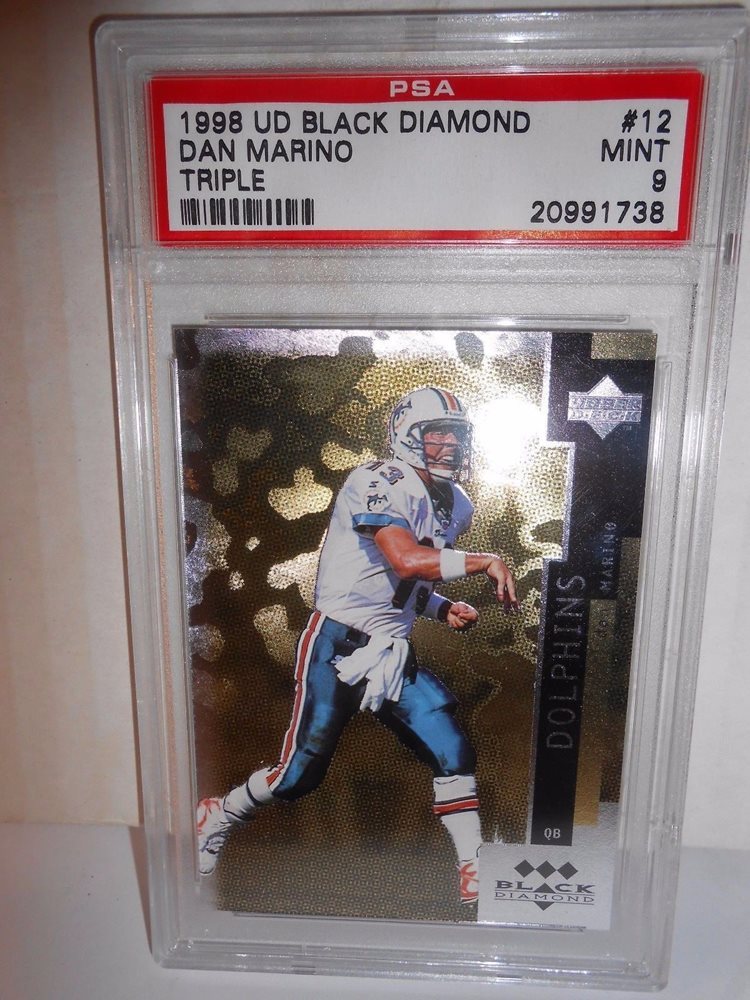 PSA
1998 UD BLACK DIAMOND #12
DAN MARINO MINT
TRIPLE 9
20991738
UPPER DECK
13
DOLPHINS
MARINO
QB
BLACK
DIAMOND